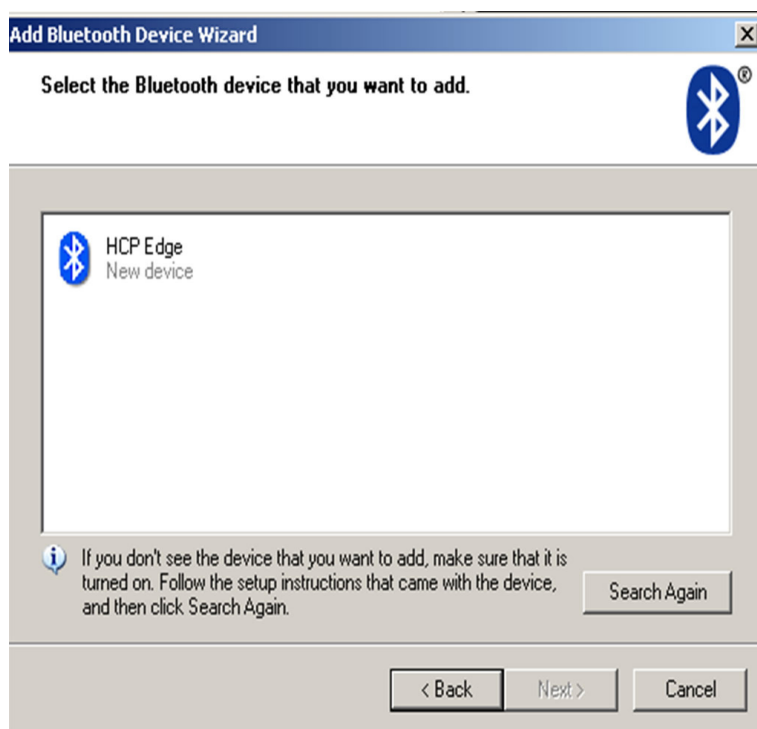 Add Bluetooth Device Wizard
Select the Bluetooth device that you want to add.
®
HCP Edge
New device
If you don't see the device that you want to add, make sure that it is
turned on. Follow the setup instructions that came with the device,
and then click Search Again.
Search Again
< Back
Next >
Cancel